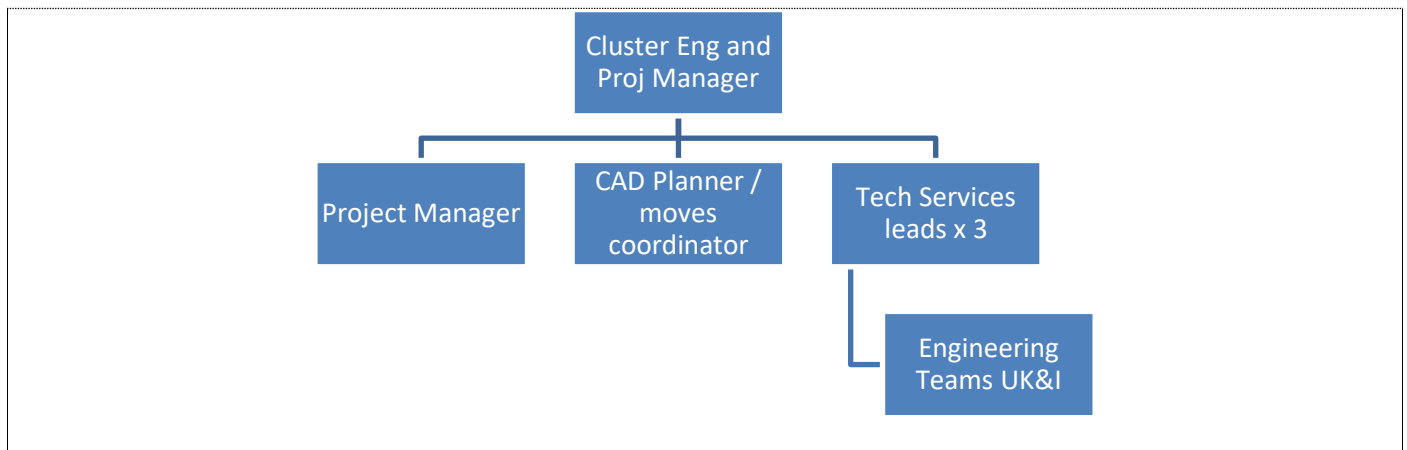 Cluster Eng and
Proj Manager
Project Manager
CAD Planner /
moves
coordinator
Tech Services
leads x 3
Engineering
Teams UK&I